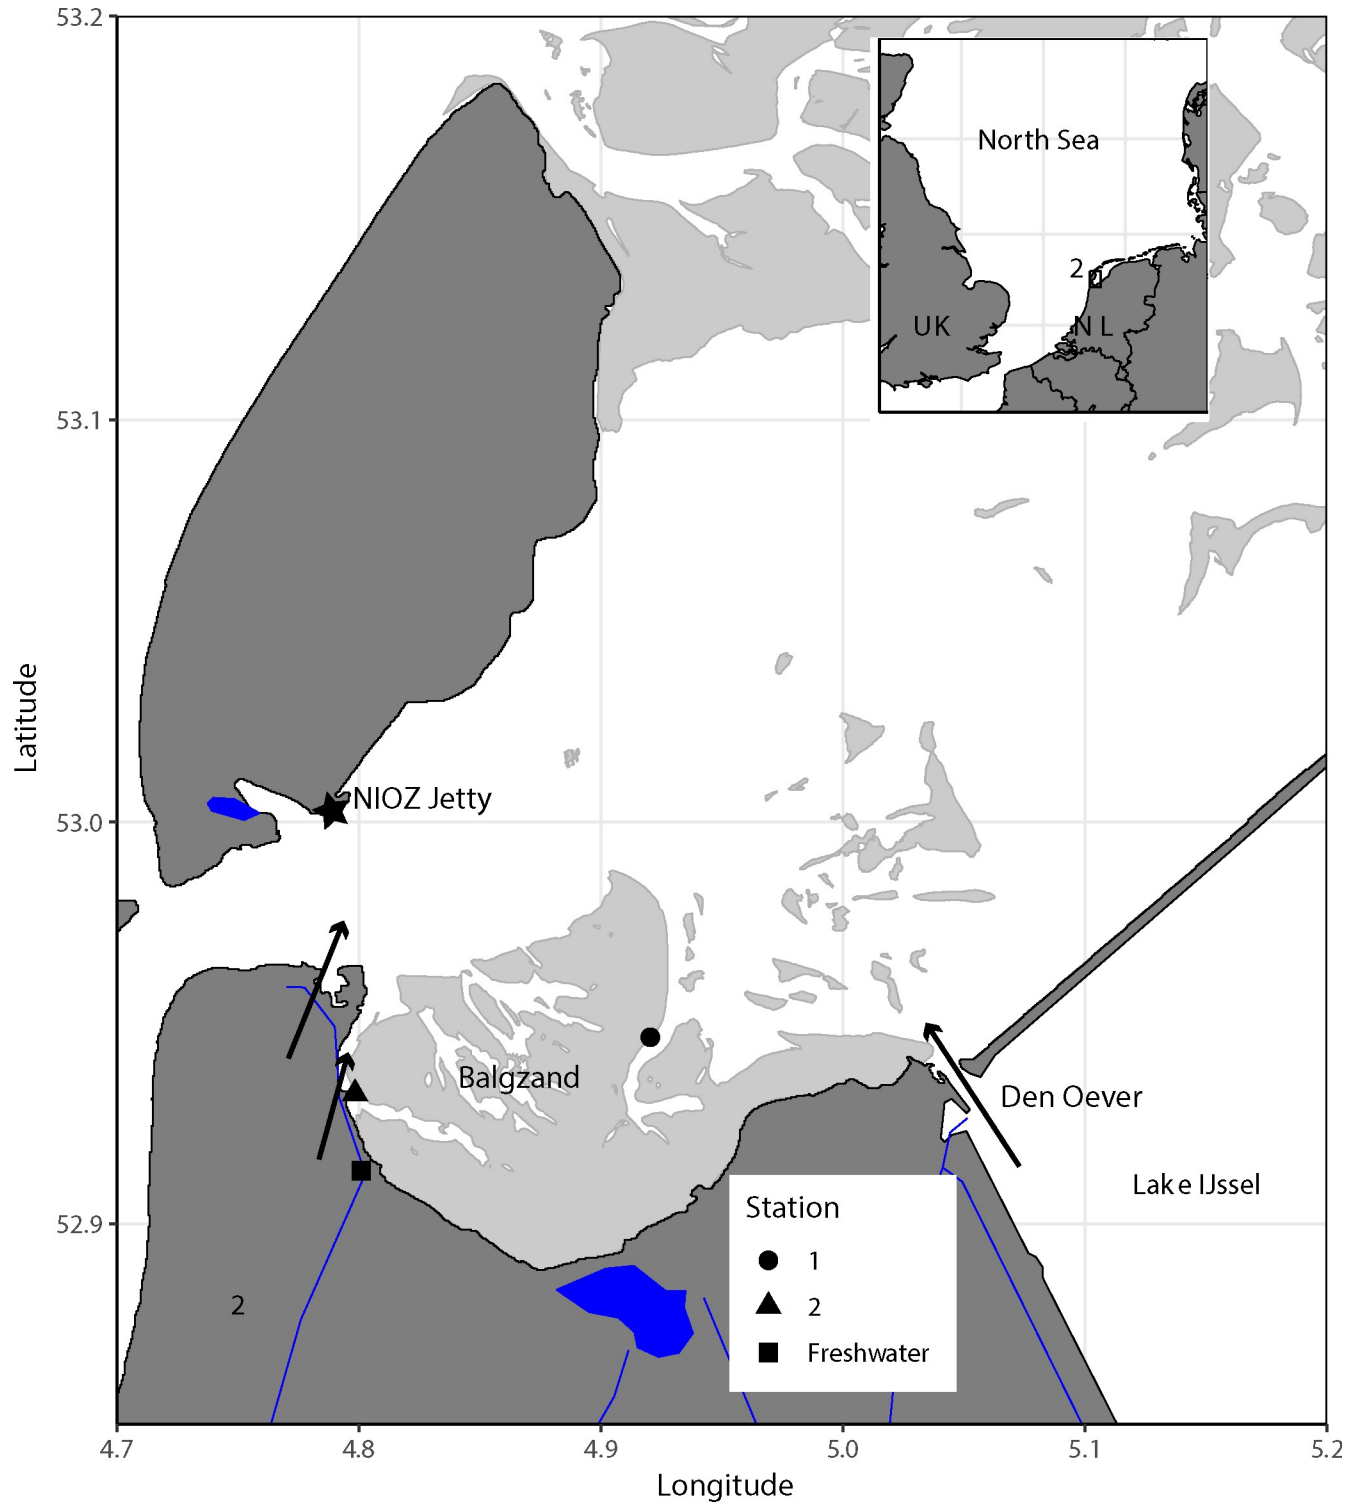 53.2
North Sea
2
UK
NL
53.1
Latitude
NIOZ Jetty
53.0
Balgzand
Den Oever
Lake IJssel
52.9
Station
1
2
Freshwater
2
4.7 4.8 4.9 5.0 5.1 5.2
Longitude